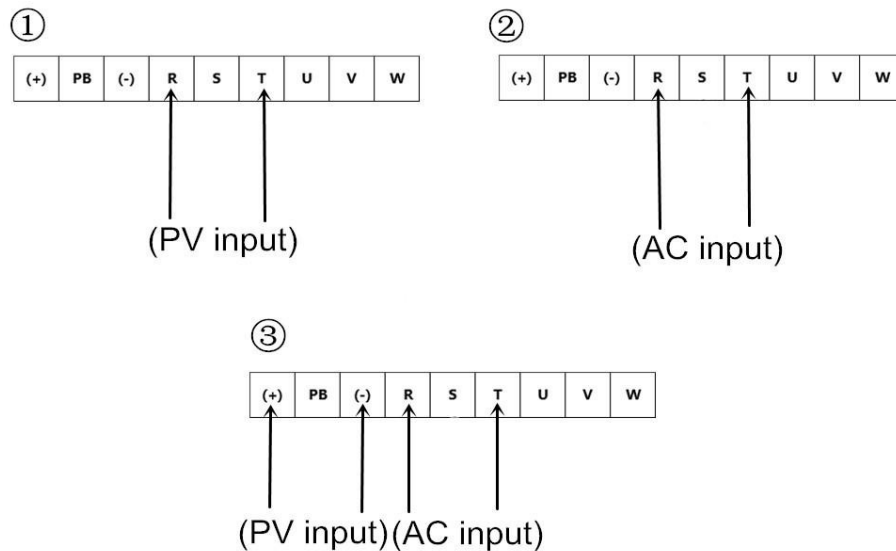 ①
②
(+) PB (-) R S T U V W
(+) PB (-) R S T U V W
(PV input)
(AC input)
③
(+) PB (-) R S T U V W
(PV input) (AC input)